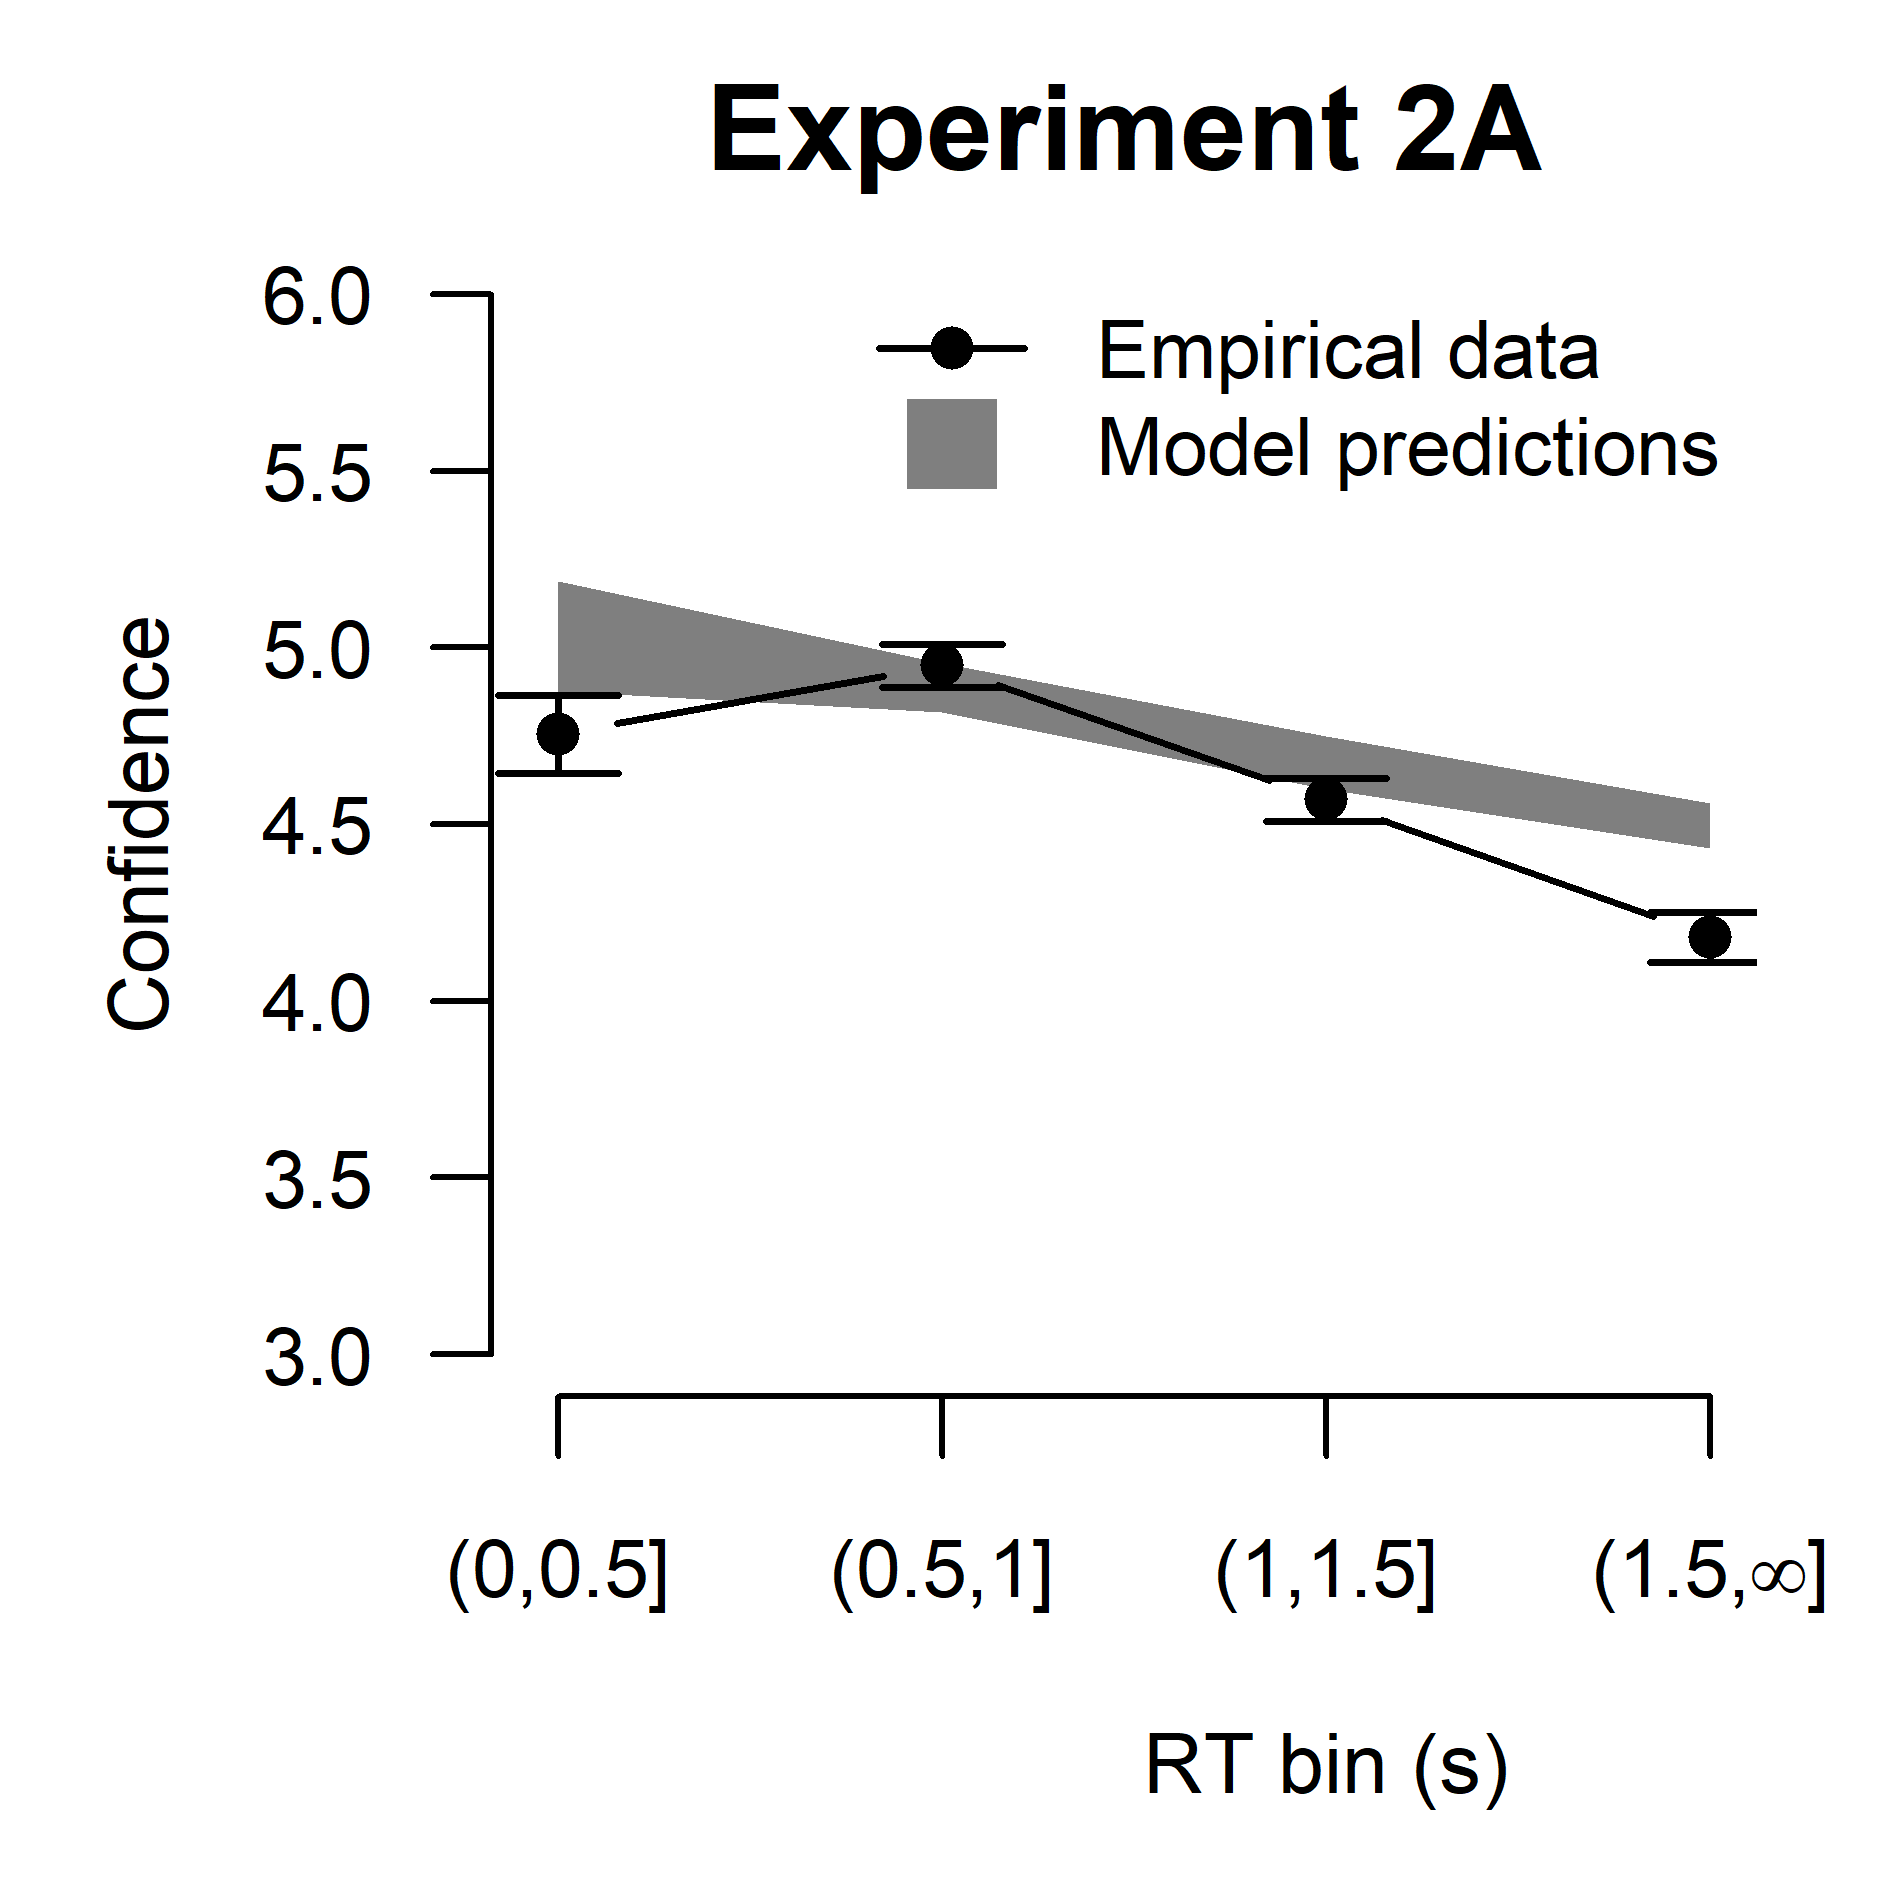 Experiment 2A
Empirical data
Model predictions
6.0
5.5
5.0
4.5
4.0
3.5
3.0
Confidence
(0,0.5]
(0.5,1]
(1,1.5]
(1.5,∞]
RT bin (s)